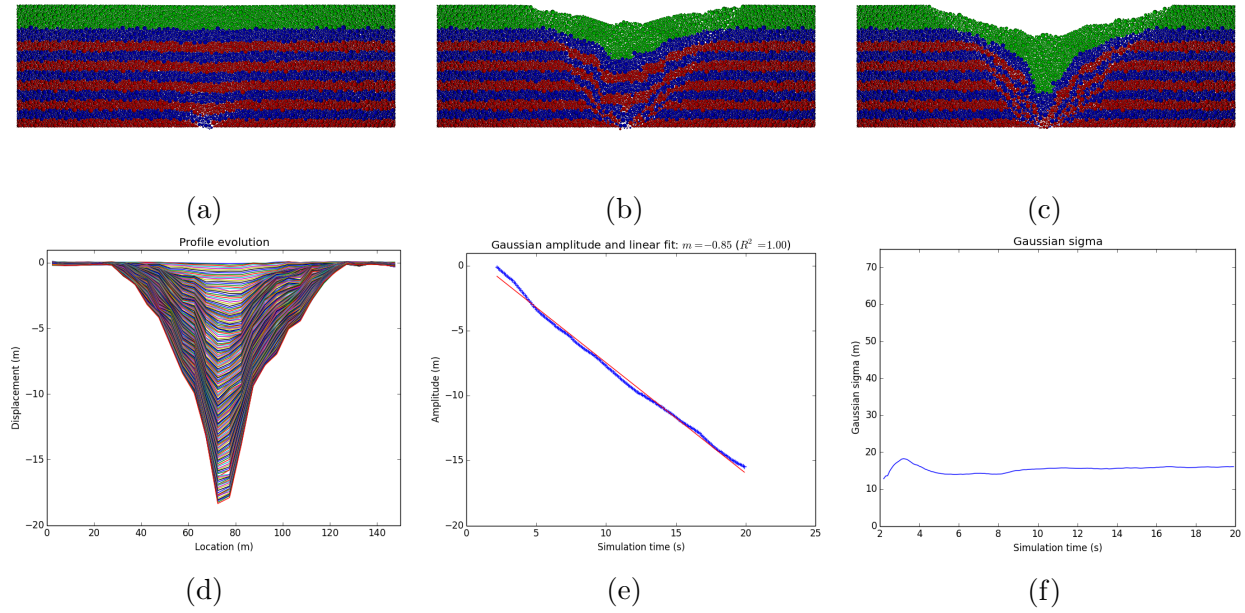 (a)
(b)
(c)
Profile evolution
0
−5
−10
−15
−20
Displacement (m)
0
20
40
60
80
100
120
140
Location (m)
Gaussian amplitude and linear fit: m = −0.85 (R² = 1.00)
0
−5
−10
−15
−20
Amplitude (m)
0
5
10
15
20
25
Simulation time (s)
Gaussian sigma
70
60
50
40
30
20
10
0
Gaussian sigma (m)
2
4
6
8
10
12
14
16
18
20
Simulation time (s)
(d)
(e)
(f)